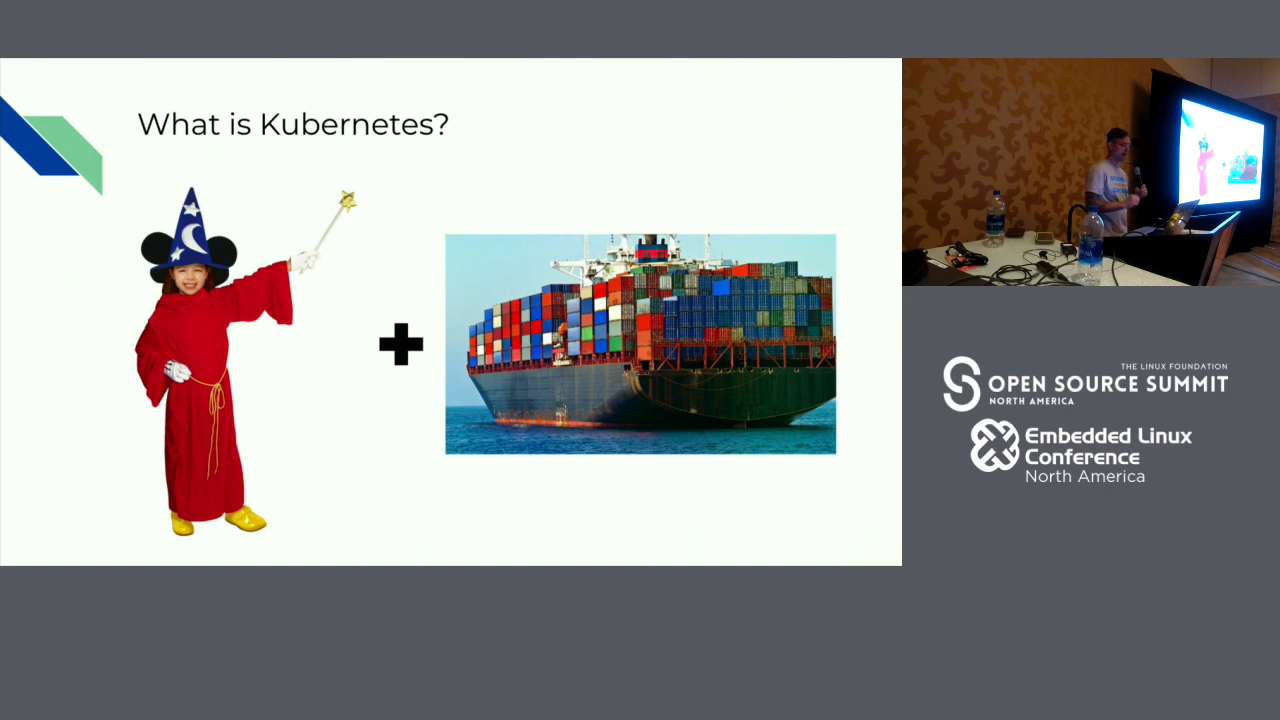 What is Kubernetes?
THE LINUX FOUNDATION
OPEN SOURCE SUMMIT
NORTH AMERICA
Embedded Linux
Conference
North America